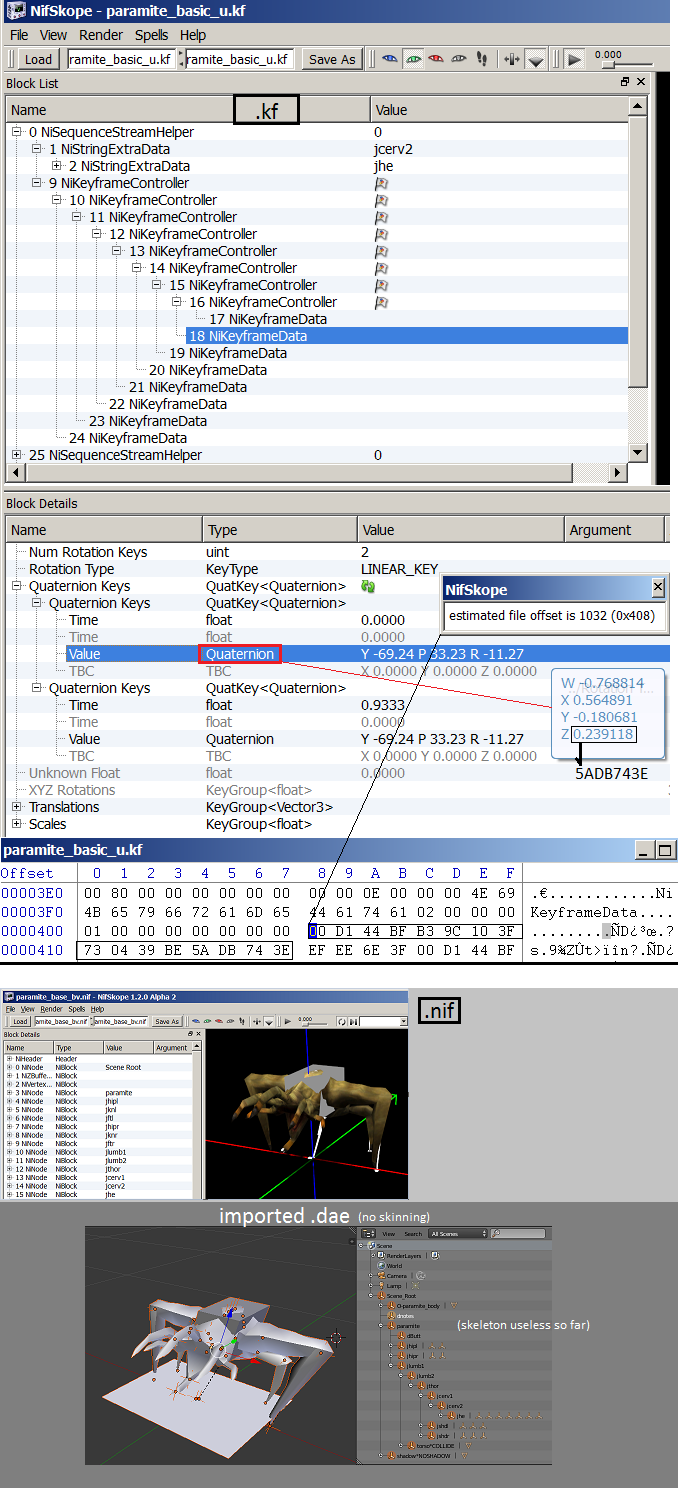 NifSkope - paramite_basic_u.kf
File View Render Spells Help
Load ramite_basic_u.kf ramite_basic_u.kf Save As 0.000
Block List
Name .kf Value
0 NiSequenceStreamHelper 0
1 NiStringExtraData jcerv2
2 NiStringExtraData jhe
9 NiKeyframeController
10 NiKeyframeController
11 NiKeyframeController
12 NiKeyframeController
13 NiKeyframeController
14 NiKeyframeController
15 NiKeyframeController
16 NiKeyframeController
17 NiKeyframeData
18 NiKeyframeData
19 NiKeyframeData
20 NiKeyframeData
21 NiKeyframeData
22 NiKeyframeData
23 NiKeyframeData
24 NiKeyframeData
25 NiSequenceStreamHelper 0
Block Details
Name Type Value Argument
Num Rotation Keys uint 2
Rotation Type KeyType LINEAR_KEY
Quaternion Keys QuatKey<Quaternion>
Quaternion Keys QuatKey<Quaternion>
Time float 0.0000
Time float 0.0000
Value Quaternion Y -69.24 P 33.23 R -11.27
TBC TBC X 0.0000 Y 0.0000 Z 0.0000
Quaternion Keys QuatKey<Quaternion>
Time float 0.9333
Time float 0.0000
Value Quaternion Y -69.24 P 33.23 R -11.27
TBC TBC X 0.0000 Y 0.0000 Z 0.0000
Unknown Float float 0.0000
XYZ Rotations KeyGroup<float>
Translations KeyGroup<Vector3>
Scales KeyGroup<float>
NifSkope
estimated file offset is 1032 (0x408)
W -0.768814
X 0.564891
Y -0.180681
Z 0.239118
5ADB743E
paramite_basic_u.kf
Offset 0 1 2 3 4 5 6 7 8 9 A B C D E F
000003E0 00 80 00 00 00 00 00 00 00 00 0E 00 00 00 4E 69 .€............Ni
000003F0 4B 65 79 66 72 61 6D 65 44 61 74 61 02 00 00 00 KeyframeData....
00000400 01 00 00 00 00 00 00 00 00 D1 44 BF B3 9C 10 3F .........ÑD¿³œ.?
00000410 73 04 39 BE 5A DB 74 3E EF EE 6E 3F 00 D1 44 BF s.9¾ZÛt>ïîn?.ÑD¿
paramite_base_bv.nif - NifSkope 1.2.0 Alpha 2
File View Render Spells Help
Load amite_base_bv.nif amite_base_bv.nif Save As 0.000
Block Details
Name Type Value Argument
NiHeader Header
0 NiNode NiBlock Scene Root
1 NiZBuffe... NiBlock
2 NiVertex... NiBlock
3 NiNode NiBlock paramite
4 NiNode NiBlock jhipl
5 NiNode NiBlock jknl
6 NiNode NiBlock jftl
7 NiNode NiBlock jhipr
8 NiNode NiBlock jknr
9 NiNode NiBlock jftr
10 NiNode NiBlock jlumb1
11 NiNode NiBlock jlumb2
12 NiNode NiBlock jthor
13 NiNode NiBlock jcerv1
14 NiNode NiBlock jcerv2
15 NiNode NiBlock jhe
.nif
imported .dae (no skinning)
View Search All Scenes
Scene
RenderLayers
World
Camera
Lamp
Scene_Root
O-paramite_body
dnotes
paramite
dButt
jhipl
jhipr
jlumb1
jlumb2
jthor
jcerv1
jcerv2
jhe
jshdl
jshdr
torso*COLLIDE
shadow*NOSHADOW
(skeleton useless so far)